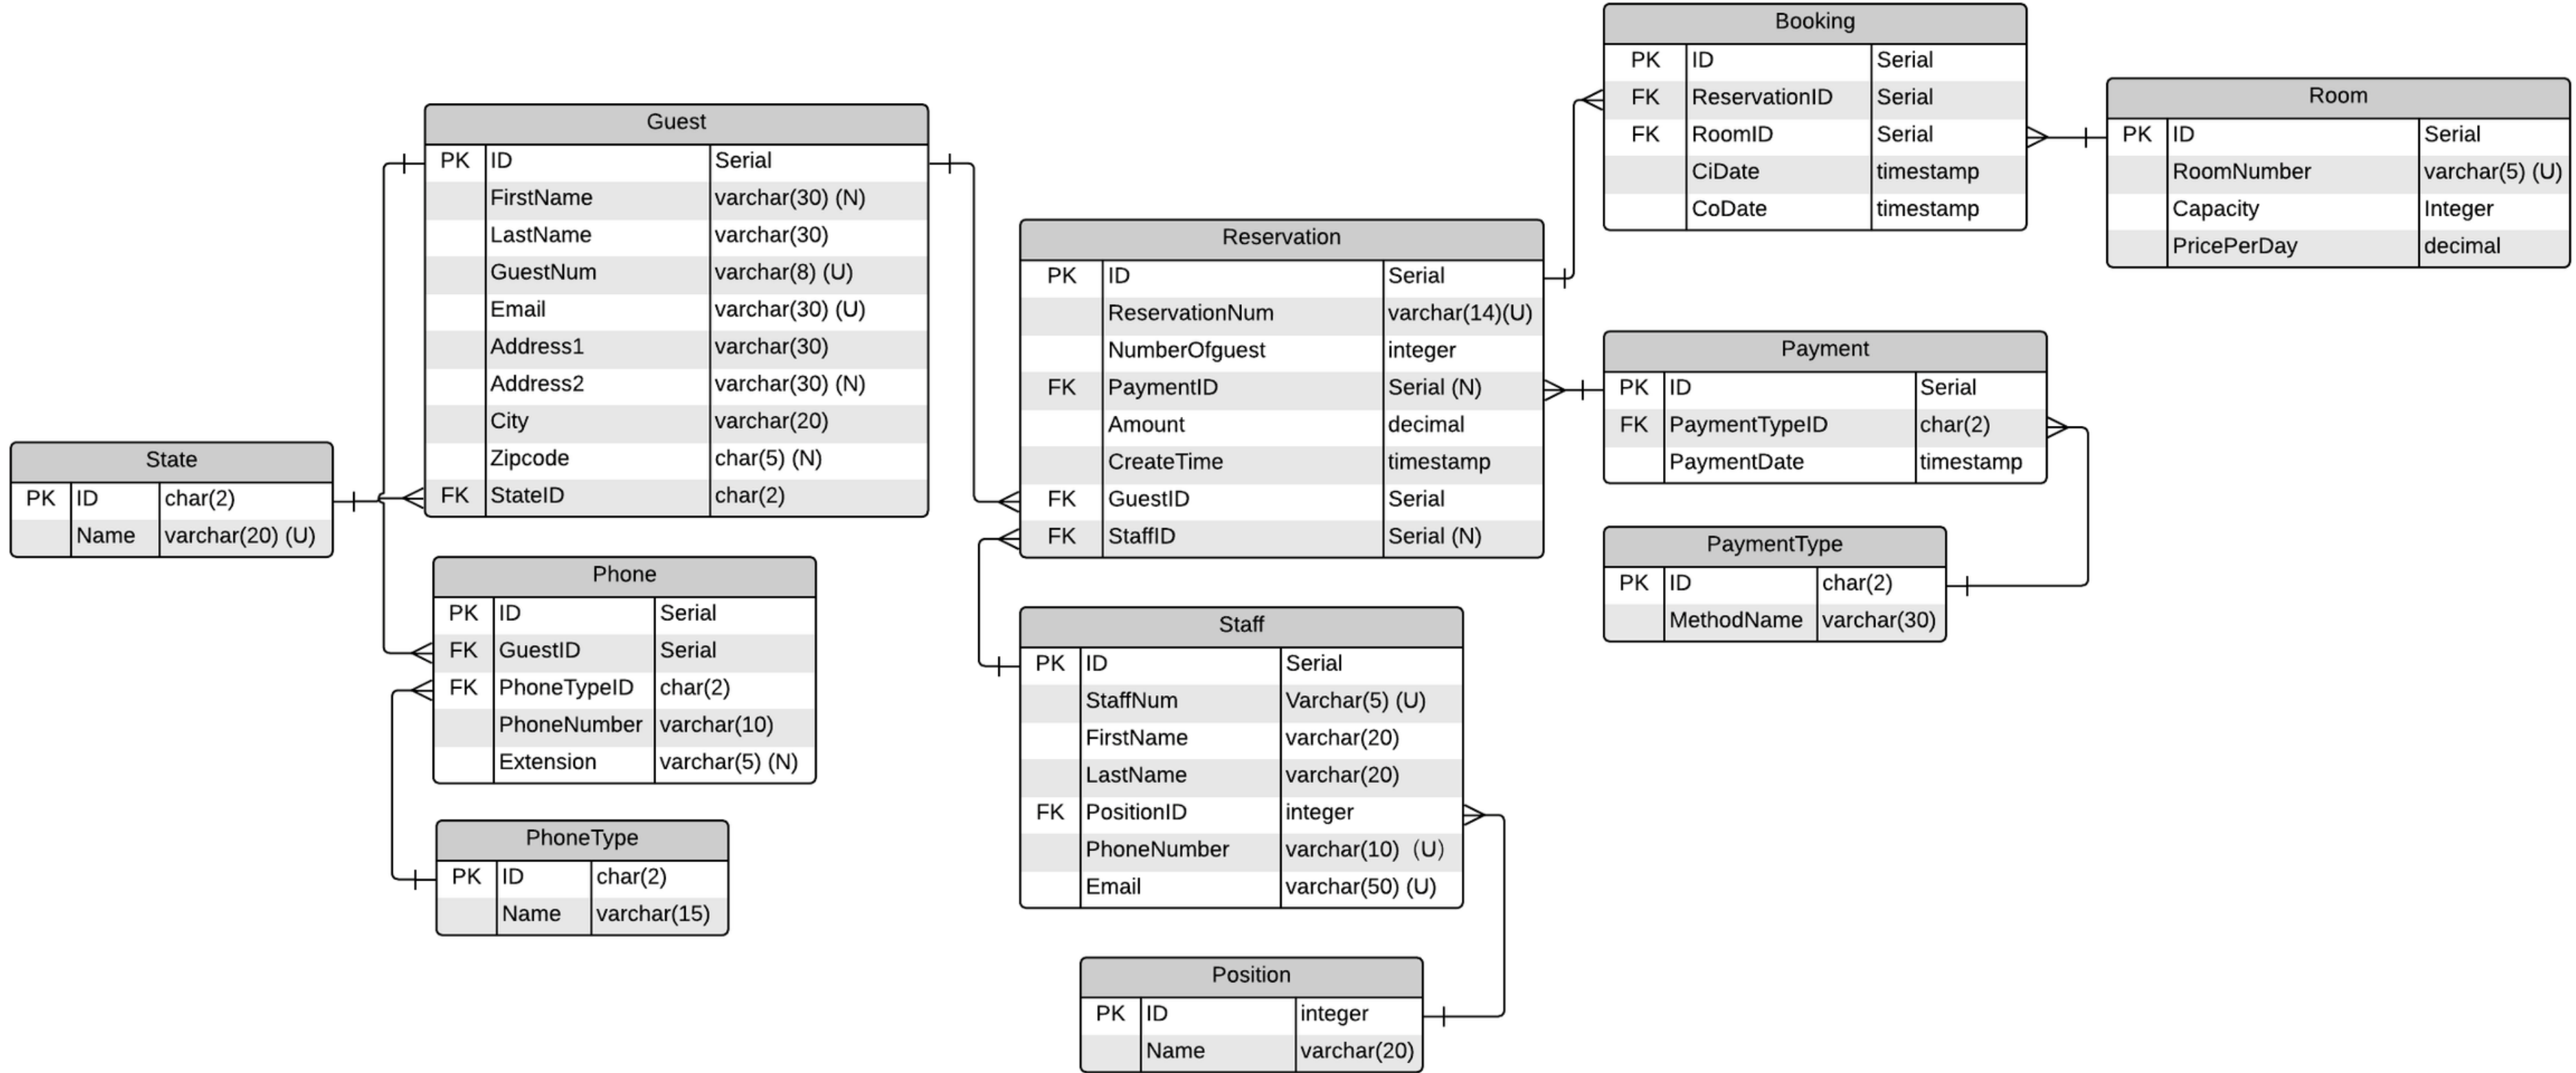 Guest
PK ID Serial
FirstName varchar(30) (N)
LastName varchar(30)
GuestNum varchar(8) (U)
Email varchar(30) (U)
Address1 varchar(30)
Address2 varchar(30) (N)
City varchar(20)
Zipcode char(5) (N)
FK StateID char(2)
State
PK ID char(2)
Name varchar(20) (U)
Phone
PK ID Serial
FK GuestID Serial
FK PhoneTypeID char(2)
PhoneNumber varchar(10)
Extension varchar(5) (N)
PhoneType
PK ID char(2)
Name varchar(15)
Reservation
PK ID Serial
ReservationNum varchar(14)(U)
NumberOfguest integer
FK PaymentID Serial (N)
Amount decimal
CreateTime timestamp
FK GuestID Serial
FK StaffID Serial (N)
Staff
PK ID Serial
StaffNum Varchar(5) (U)
FirstName varchar(20)
LastName varchar(20)
FK PositionID integer
PhoneNumber varchar(10)（U）
Email varchar(50) (U)
Position
PK ID integer
Name varchar(20)
Booking
PK ID Serial
FK ReservationID Serial
FK RoomID Serial
CiDate timestamp
CoDate timestamp
Room
PK ID Serial
RoomNumber varchar(5) (U)
Capacity Integer
PricePerDay decimal
Payment
PK ID Serial
FK PaymentTypeID char(2)
PaymentDate timestamp
PaymentType
PK ID char(2)
MethodName varchar(30)